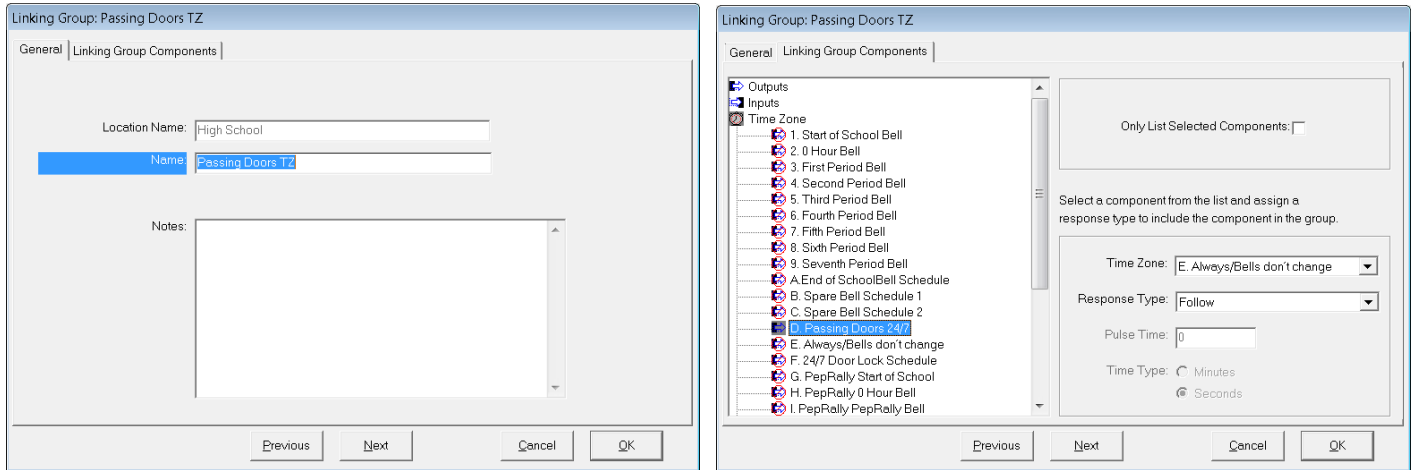 Linking Group: Passing Doors TZ
General
Linking Group Components
Location Name:
High School
Name:
Passing Doors TZ
Notes:
Previous
Next
Cancel
OK
Linking Group: Passing Doors TZ
General
Linking Group Components
Outputs
Inputs
Time Zone
1. Start of School Bell
2. 0 Hour Bell
3. First Period Bell
4. Second Period Bell
5. Third Period Bell
6. Fourth Period Bell
7. Fifth Period Bell
8. Sixth Period Bell
9. Seventh Period Bell
A.End of SchoolBell Schedule
B. Spare Bell Schedule 1
C. Spare Bell Schedule 2
D. Passing Doors 24/7
E. Always/Bells don't change
F. 24/7 Door Lock Schedule
G. PepRally Start of School
H. PepRally 0 Hour Bell
I. PepRally PepRally Bell
Only List Selected Components:
Select a component from the list and assign a
response type to include the component in the group.
Time Zone:
E. Always/Bells don't change
Response Type:
Follow
Pulse Time:
0
Time Type:
Minutes
Seconds
Previous
Next
Cancel
OK